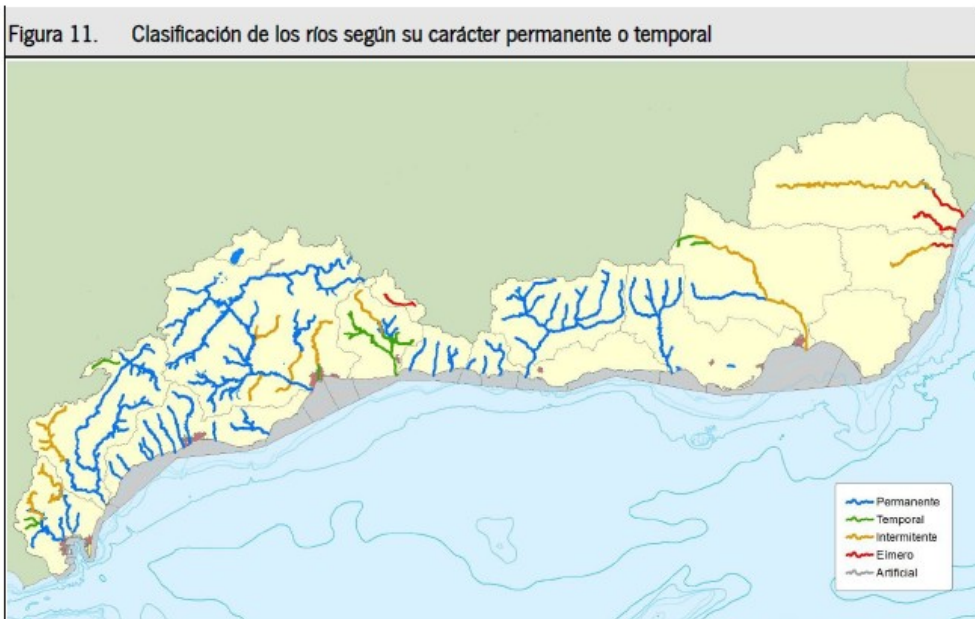 Figura 11. Clasificación de los ríos según su carácter permanente o temporal
Permanente
Temporal
Intermitente
Efímero
Artificial